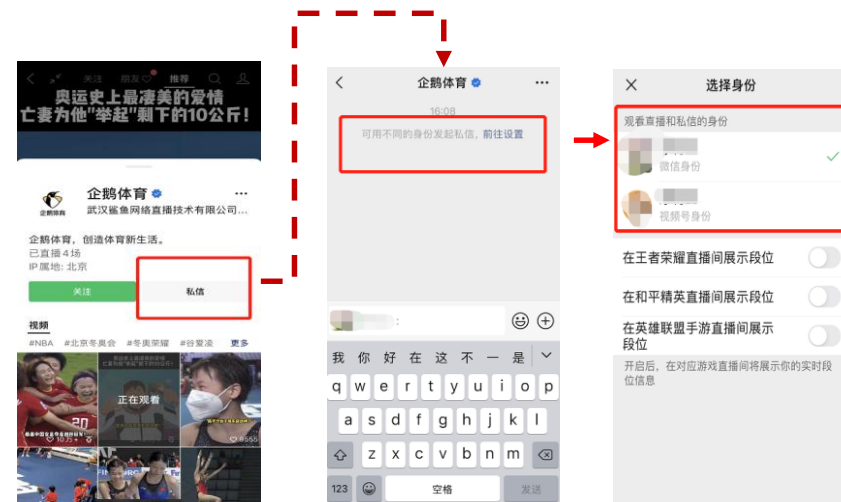 关注 朋友 推荐
奥运史上最凄美的爱情
亡妻为他"举起"剩下的10公斤!
企鹅体育
武汉鲨鱼网络直播技术有限公司...
企鹅体育
企鹅体育，创造体育新生活。
已直播4场
IP属地: 北京
关注 私信
视频
#NBA #北京冬奥会 #冬奥荣耀 #谷爱凌 更多
正在观看
企鹅体育
16:08
可用不同的身份发起私信，前往设置
我 你 好 在 这 不 一 是
q w e r t y u i o p
a s d f g h j k l
z x c v b n m
123 空格 发送
选择身份
观看直播和私信的身份
微信身份
视频号身份
在王者荣耀直播间展示段位
在和平精英直播间展示段位
在英雄联盟手游直播间展示
段位
开启后，在对应游戏直播间将展示你的实时段
位信息